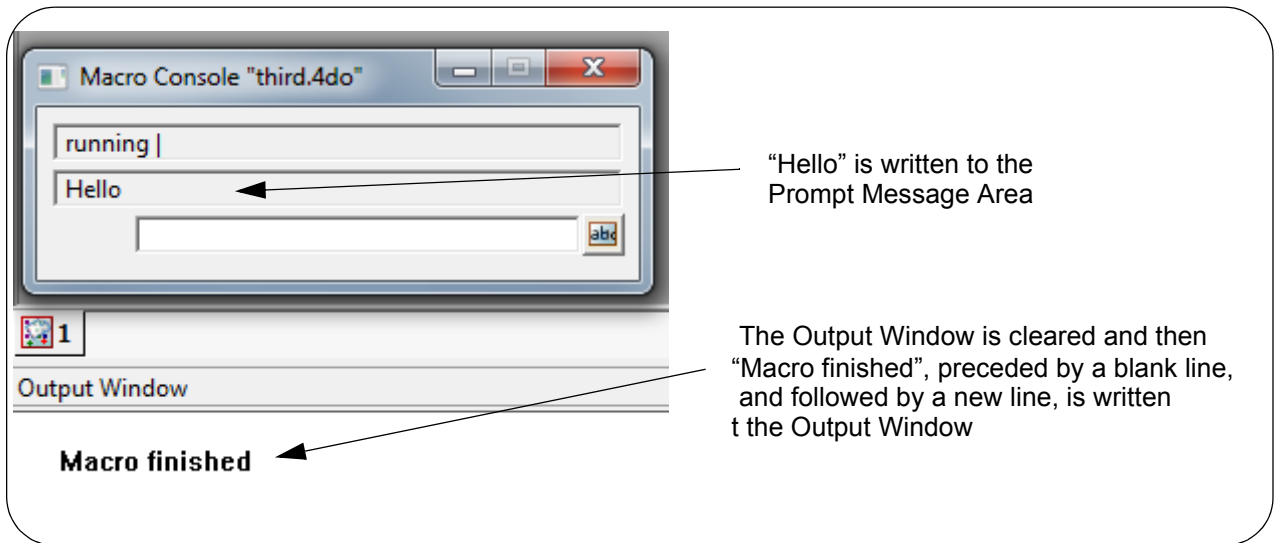 Macro Console "third.4do"
running |
Hello
abc
“Hello” is written to the
Prompt Message Area
1
Output Window
The Output Window is cleared and then
“Macro finished”, preceded by a blank line,
and followed by a new line, is written
t the Output Window
Macro finished